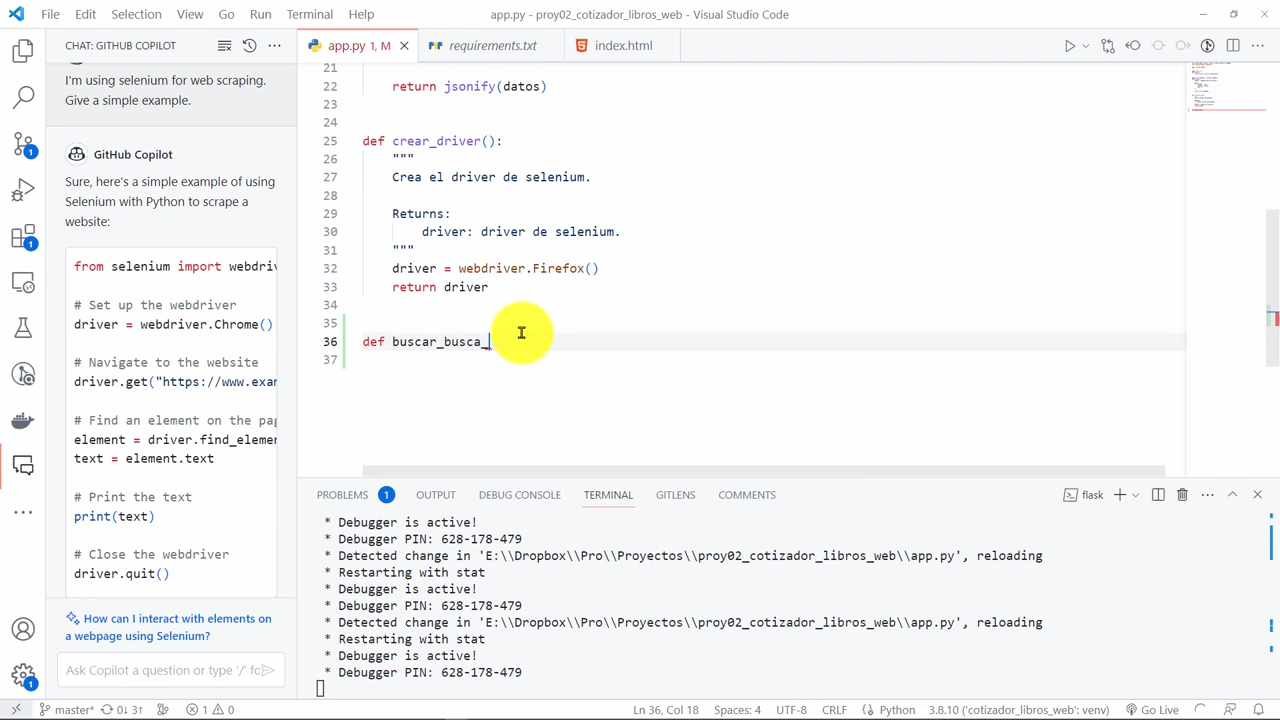 File Edit Selection View Go Run Terminal Help
app.py - proy02_cotizador_libros_web - Visual Studio Code
CHAT: GITHUB COPILOT
app.py 1, M
requirements.txt
index.html
I'm using selenium for web scraping.
Give a simple example.
GitHub Copilot
Sure, here's a simple example of using
Selenium with Python to scrape a
website:
from selenium import webdriv
# Set up the webdriver
driver = webdriver.Chrome()
# Navigate to the website
driver.get("https://www.exam
# Find an element on the pag
element = driver.find_elemen
text = element.text
# Print the text
print(text)
# Close the webdriver
driver.quit()
How can I interact with elements on
a webpage using Selenium?
Ask Copilot a question or type '/' fo
21
22 return jsonify(datos)
23
24
25 def crear_driver():
26 """
27 Crea el driver de selenium.
28
29 Returns:
30 driver: driver de selenium.
31 """
32 driver = webdriver.Firefox()
33 return driver
34
35
36 def buscar_busca_
37
PROBLEMS 1 OUTPUT DEBUG CONSOLE TERMINAL GITLENS COMMENTS
flask
* Debugger is active!
* Debugger PIN: 628-178-479
* Detected change in 'E:\\Dropbox\\Pro\\Proyectos\\proy02_cotizador_libros_web\\app.py', reloading
* Restarting with stat
* Debugger is active!
* Debugger PIN: 628-178-479
* Detected change in 'E:\\Dropbox\\Pro\\Proyectos\\proy02_cotizador_libros_web\\app.py', reloading
* Restarting with stat
* Debugger is active!
* Debugger PIN: 628-178-479
1
1
1
master* 0↓ 3↑ 1 0
Ln 36, Col 18 Spaces: 4 UTF-8 CRLF Python 3.8.10 ('cotizador_libros_web': venv) Go Live